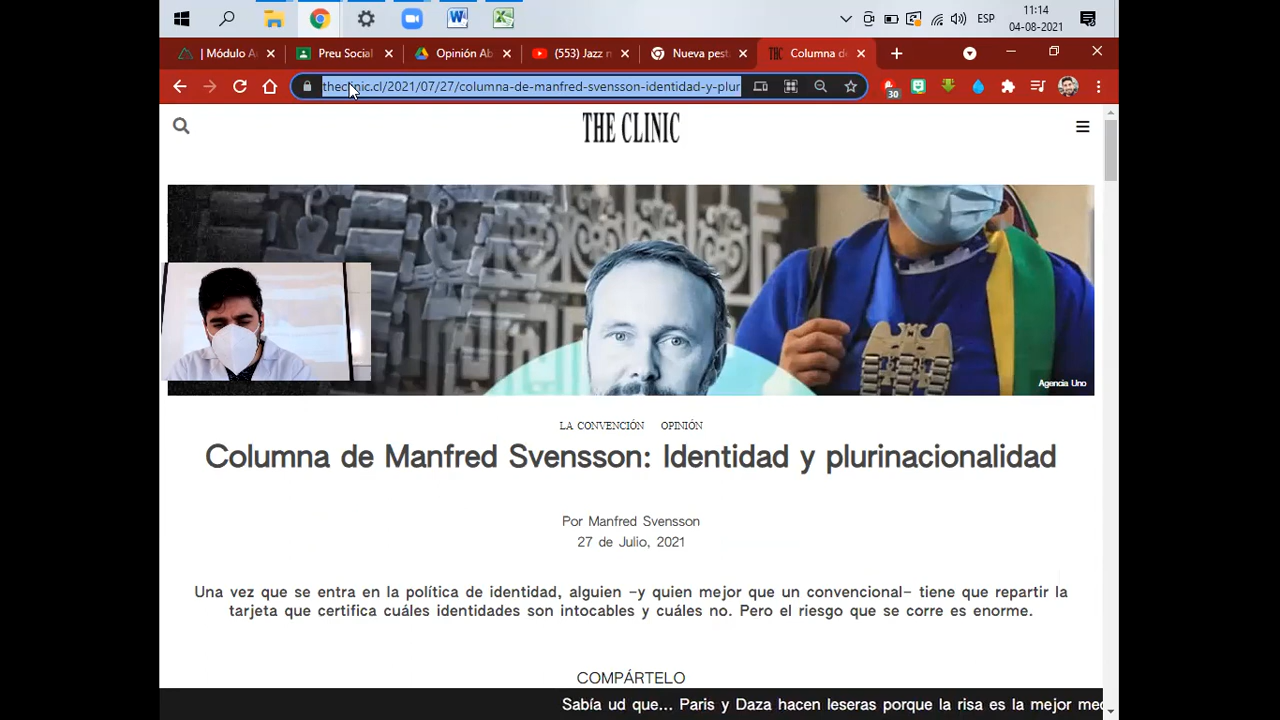 ESP
11:14
04-08-2021
| Módulo A
Preu Social
Opinión Ab
(553) Jazz n
Nueva pest
Columna de
theclinic.cl/2021/07/27/columna-de-manfred-svensson-identidad-y-plur
30
THE CLINIC
Agencia Uno
LA CONVENCIÓN OPINIÓN
Columna de Manfred Svensson: Identidad y plurinacionalidad
Por Manfred Svensson
27 de Julio, 2021
Una vez que se entra en la política de identidad, alguien –y quien mejor que un convencional– tiene que repartir la
tarjeta que certifica cuáles identidades son intocables y cuáles no. Pero el riesgo que se corre es enorme.
COMPÁRTELO
Sabía ud que... Paris y Daza hacen leseras porque la risa es la mejor med